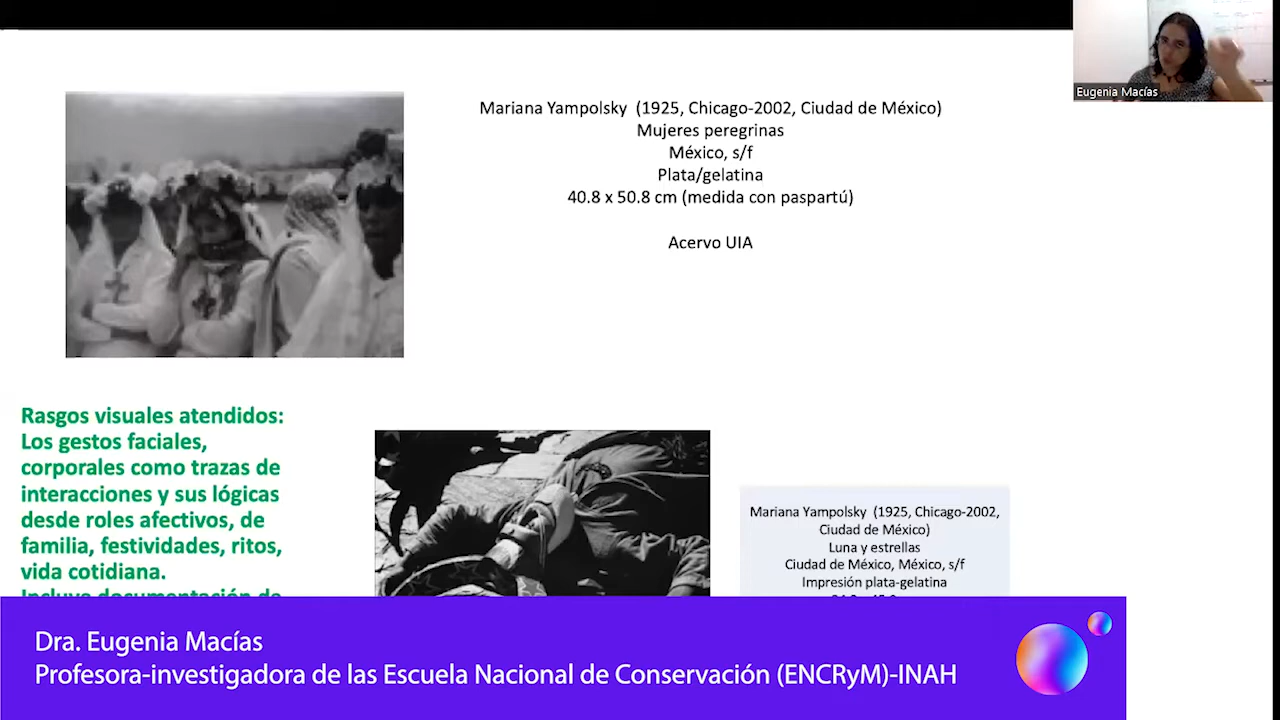 Eugenia Macías
Mariana Yampolsky (1925, Chicago-2002, Ciudad de México)
Mujeres peregrinas
México, s/f
Plata/gelatina
40.8 x 50.8 cm (medida con paspartú)
Acervo UIA
Rasgos visuales atendidos:
Los gestos faciales,
corporales como trazas de
interacciones y sus lógicas
desde roles afectivos, de
familia, festividades, ritos,
vida cotidiana.
Incluye documentación de
Mariana Yampolsky (1925, Chicago-2002,
Ciudad de México)
Luna y estrellas
Ciudad de México, México, s/f
Impresión plata-gelatina
Dra. Eugenia Macías
Profesora-investigadora de las Escuela Nacional de Conservación (ENCRyM)-INAH